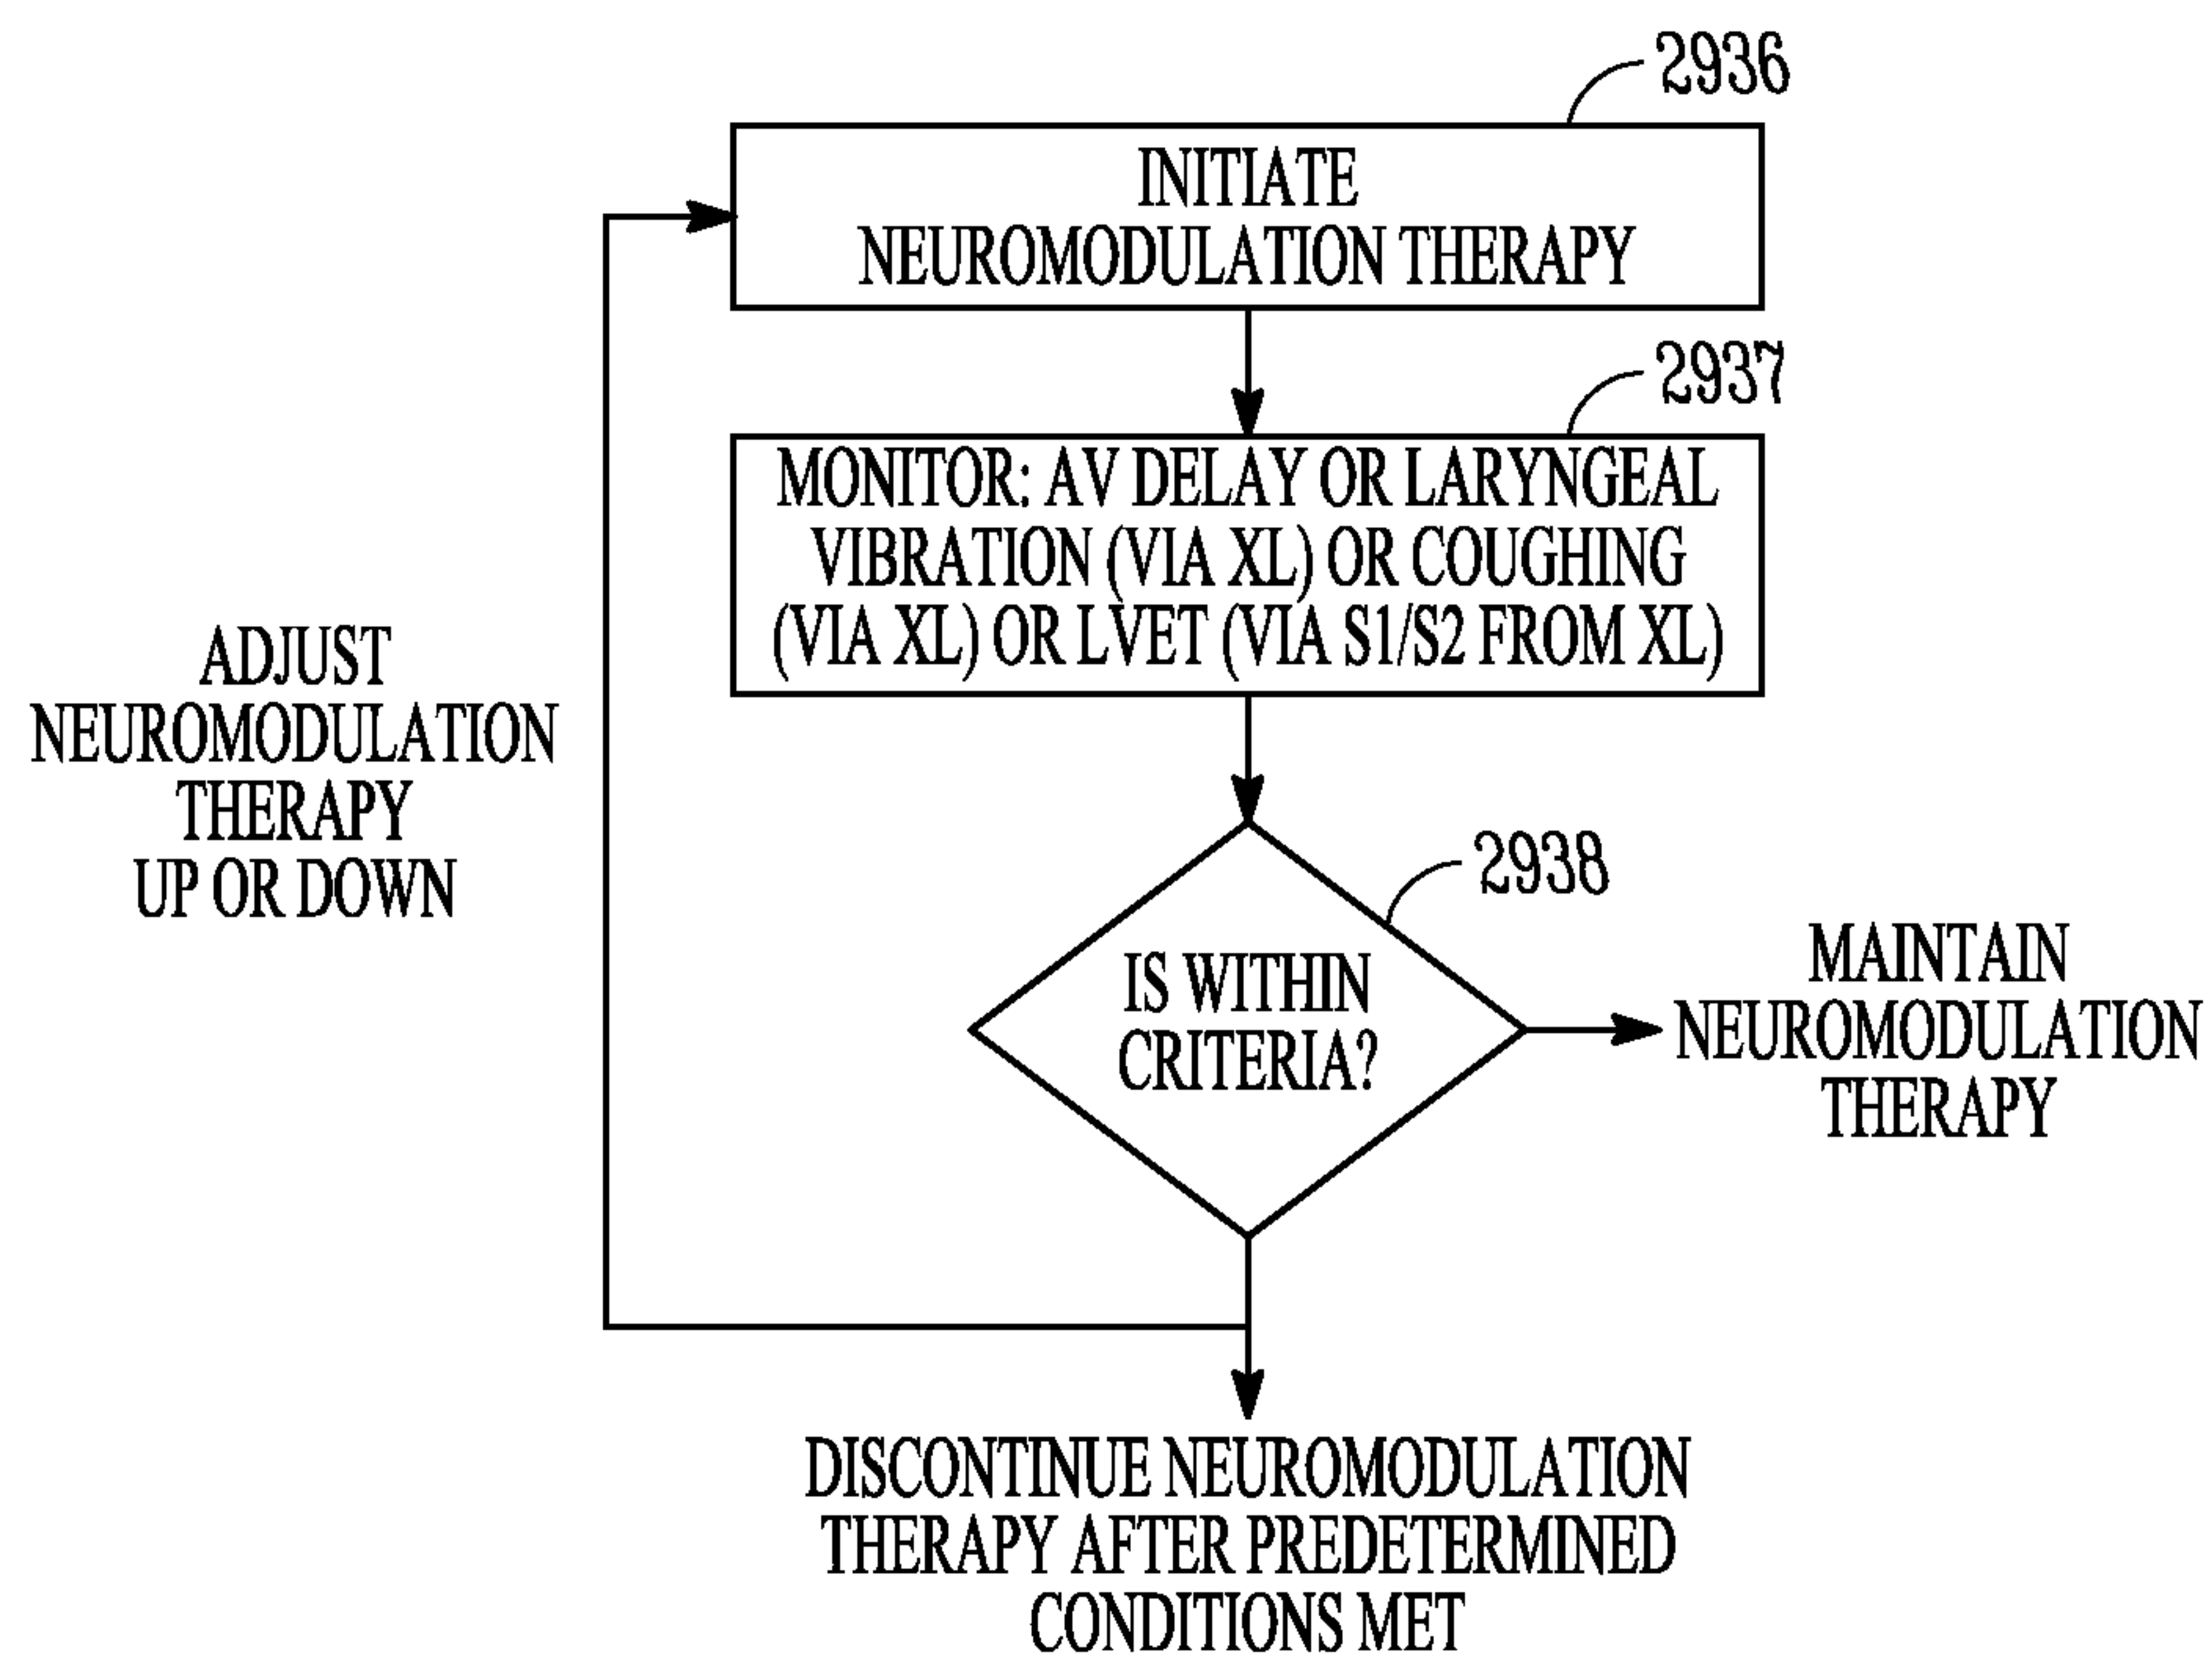 2936
INITIATE
NEUROMODULATION THERAPY
2937
MONITOR: AV DELAY OR LARYNGEAL
VIBRATION (VIA XL) OR COUGHING
(VIA XL) OR LVET (VIA S1/S2 FROM XL)
ADJUST
NEUROMODULATION
THERAPY
UP OR DOWN
2938
IS WITHIN
CRITERIA?
MAINTAIN
NEUROMODULATION
THERAPY
DISCONTINUE NEUROMODULATION
THERAPY AFTER PREDETERMINED
CONDITIONS MET